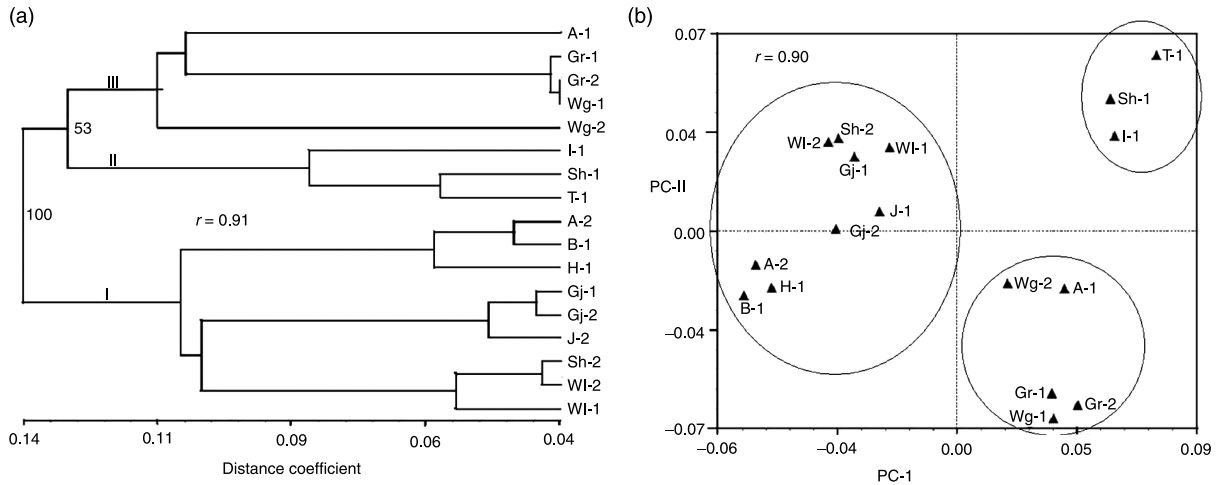 (a)
A-1
Gr-1
Gr-2
Wg-1
Wg-2
I-1
Sh-1
T-1
A-2
B-1
H-1
Gj-1
Gj-2
J-2
Sh-2
WI-2
WI-1
III
53
II
100
r = 0.91
I
0.14 0.11 0.09 0.06 0.04
Distance coefficient
(b)
0.07
r = 0.90
T-1
Sh-1
I-1
0.04
Sh-2
WI-2
WI-1
Gj-1
PC-II
J-1
0.00
Gj-2
A-2
H-1
B-1
Wg-2
A-1
−0.04
Gr-1
Gr-2
Wg-1
−0.07
−0.06 −0.04 0.00 0.05 0.09
PC-1